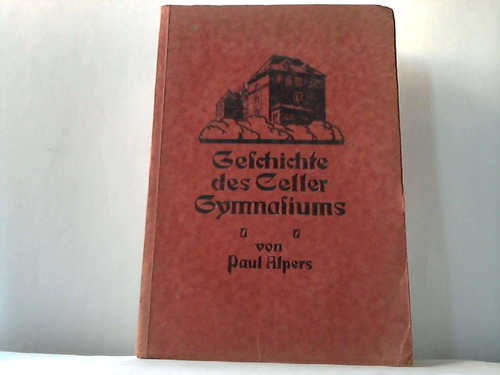 Geschichte
des Celler
Gymnasiums
von
Paul Alpers